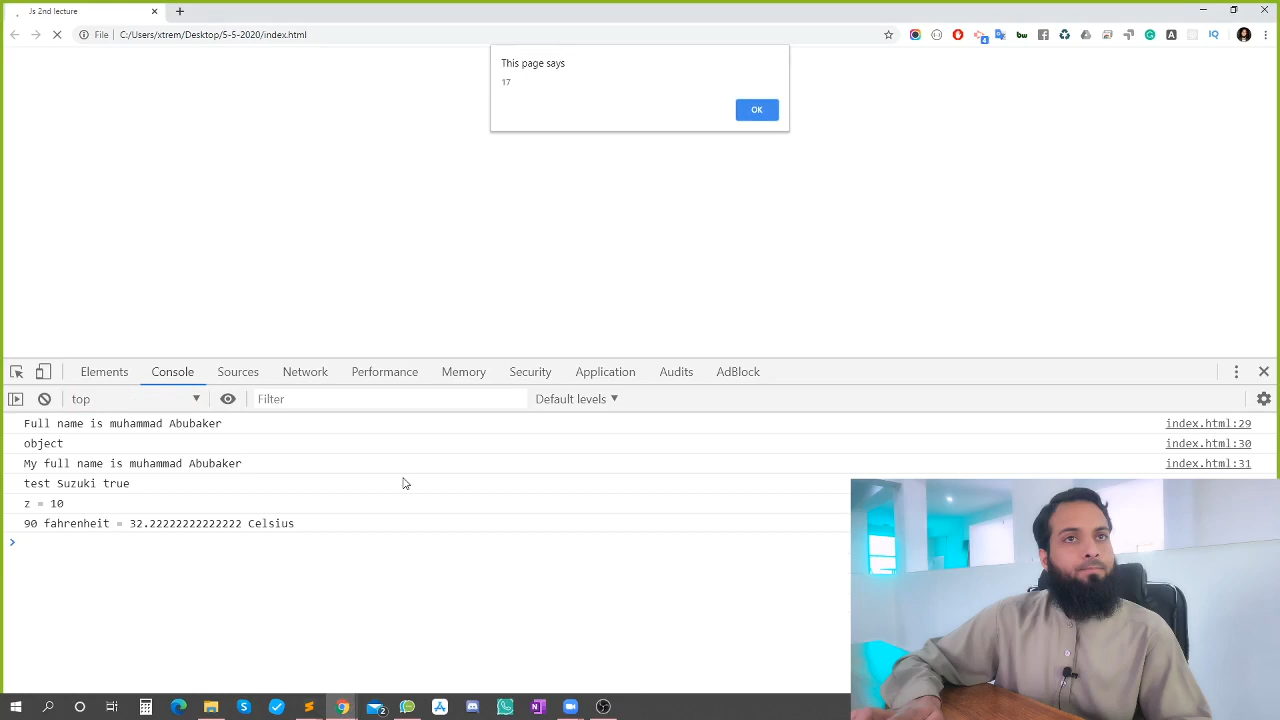 Js 2nd lecture
File C:/Users/xtrem/Desktop/5-5-2020/index.html
This page says
17
OK
Elements Console Sources Network Performance Memory Security Application Audits AdBlock
top Filter Default levels
Full name is muhammad Abubaker index.html:29
object index.html:30
My full name is muhammad Abubaker index.html:31
test Suzuki true
z = 10
90 fahrenheit = 32.22222222222222 Celsius